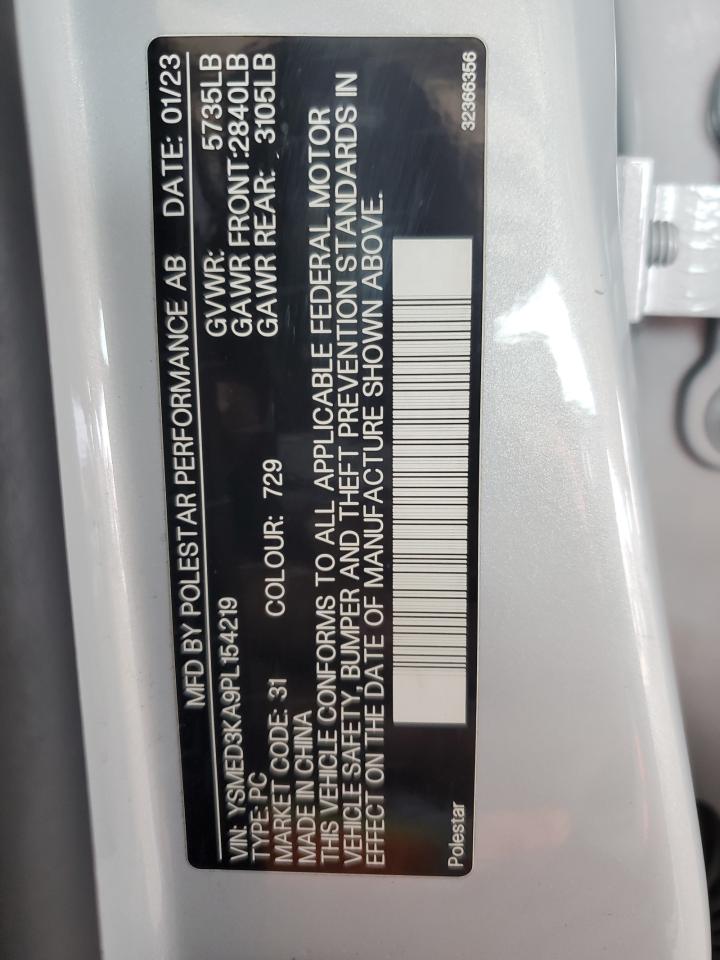 MFD BY POLESTAR PERFORMANCE AB DATE: 01/23
VIN: YSMED3KA9PL154219 GVWR: 5735LB
TYPE: PC GAWR FRONT:2840LB
MARKET CODE: 31 COLOUR: 729 GAWR REAR: 3105LB
MADE IN CHINA
THIS VEHICLE CONFORMS TO ALL APPLICABLE FEDERAL MOTOR
VEHICLE SAFETY, BUMPER AND THEFT PREVENTION STANDARDS IN
EFFECT ON THE DATE OF MANUFACTURE SHOWN ABOVE.
Polestar 32366356